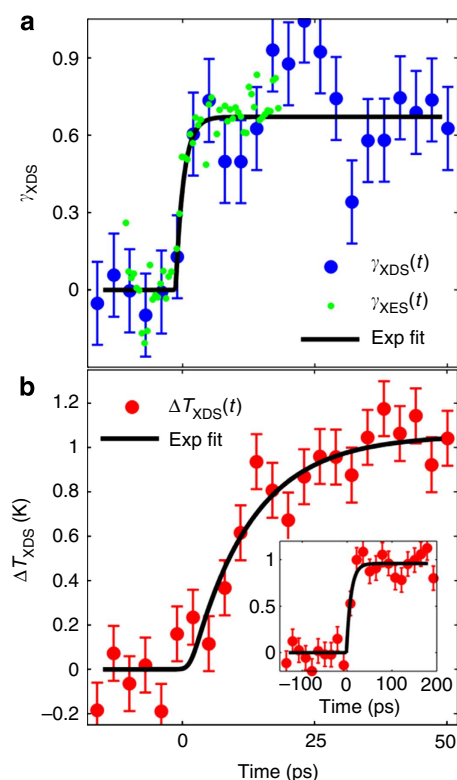 a
0.9
0.6
0.3
0
γXDS
γXDS(t)
γXES(t)
Exp fit
b
ΔTXDS(t)
Exp fit
1.2
1
0.8
0.6
0.4
0.2
0
−0.2
ΔTXDS (K)
1
0.5
0
−100 0 100 200
Time (ps)
0 25 50
Time (ps)